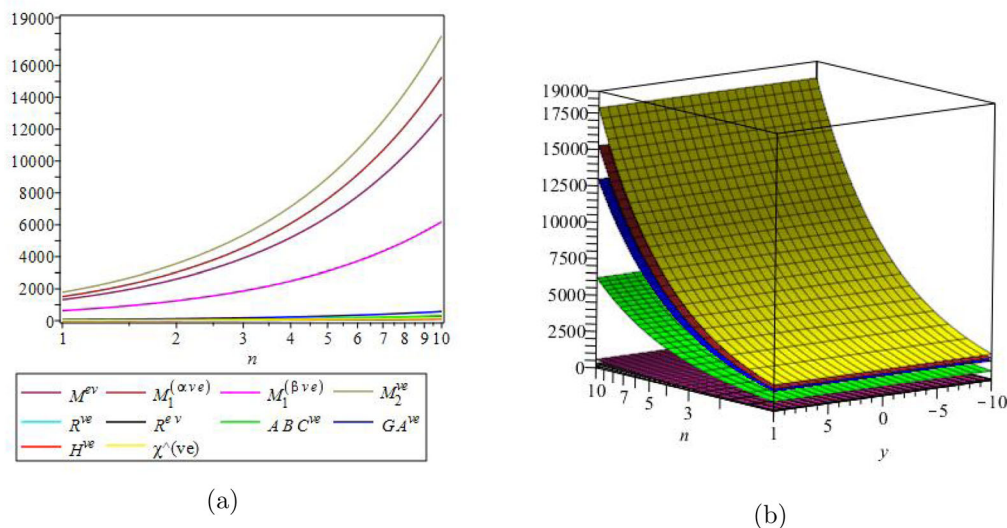 19000
18000
16000
14000
12000
10000
8000
6000
4000
2000
0
1 2 3 4 5 6 7 8 9 10
n
M^ev M_1^(αve) M_1^(βve) M_2^ve
R^ve R^ev ABC^ve GA^ve
H^ve χ^(ve)
(a)
19000
17500
15000
12500
10000
7500
5000
2500
0
10 7 5 3 1
n
5 0 -5 -10
y
(b)